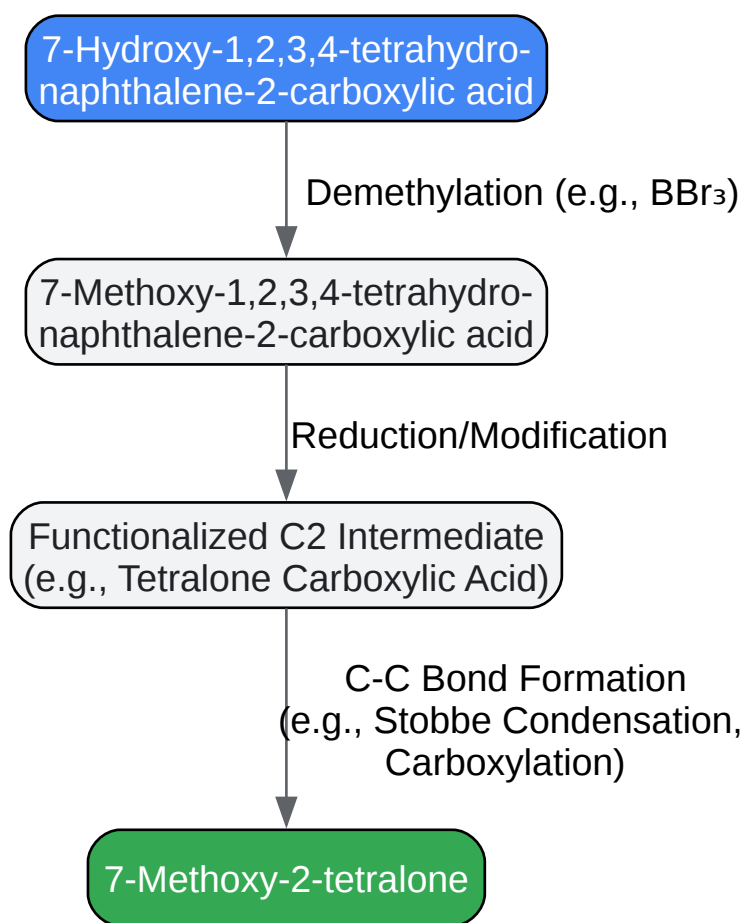 7-Hydroxy-1,2,3,4-tetrahydro-
naphthalene-2-carboxylic acid
Demethylation (e.g., BBr₃)
7-Methoxy-1,2,3,4-tetrahydro-
naphthalene-2-carboxylic acid
Reduction/Modification
Functionalized C2 Intermediate
(e.g., Tetralone Carboxylic Acid)
C-C Bond Formation
(e.g., Stobbe Condensation,
Carboxylation)
7-Methoxy-2-tetralone